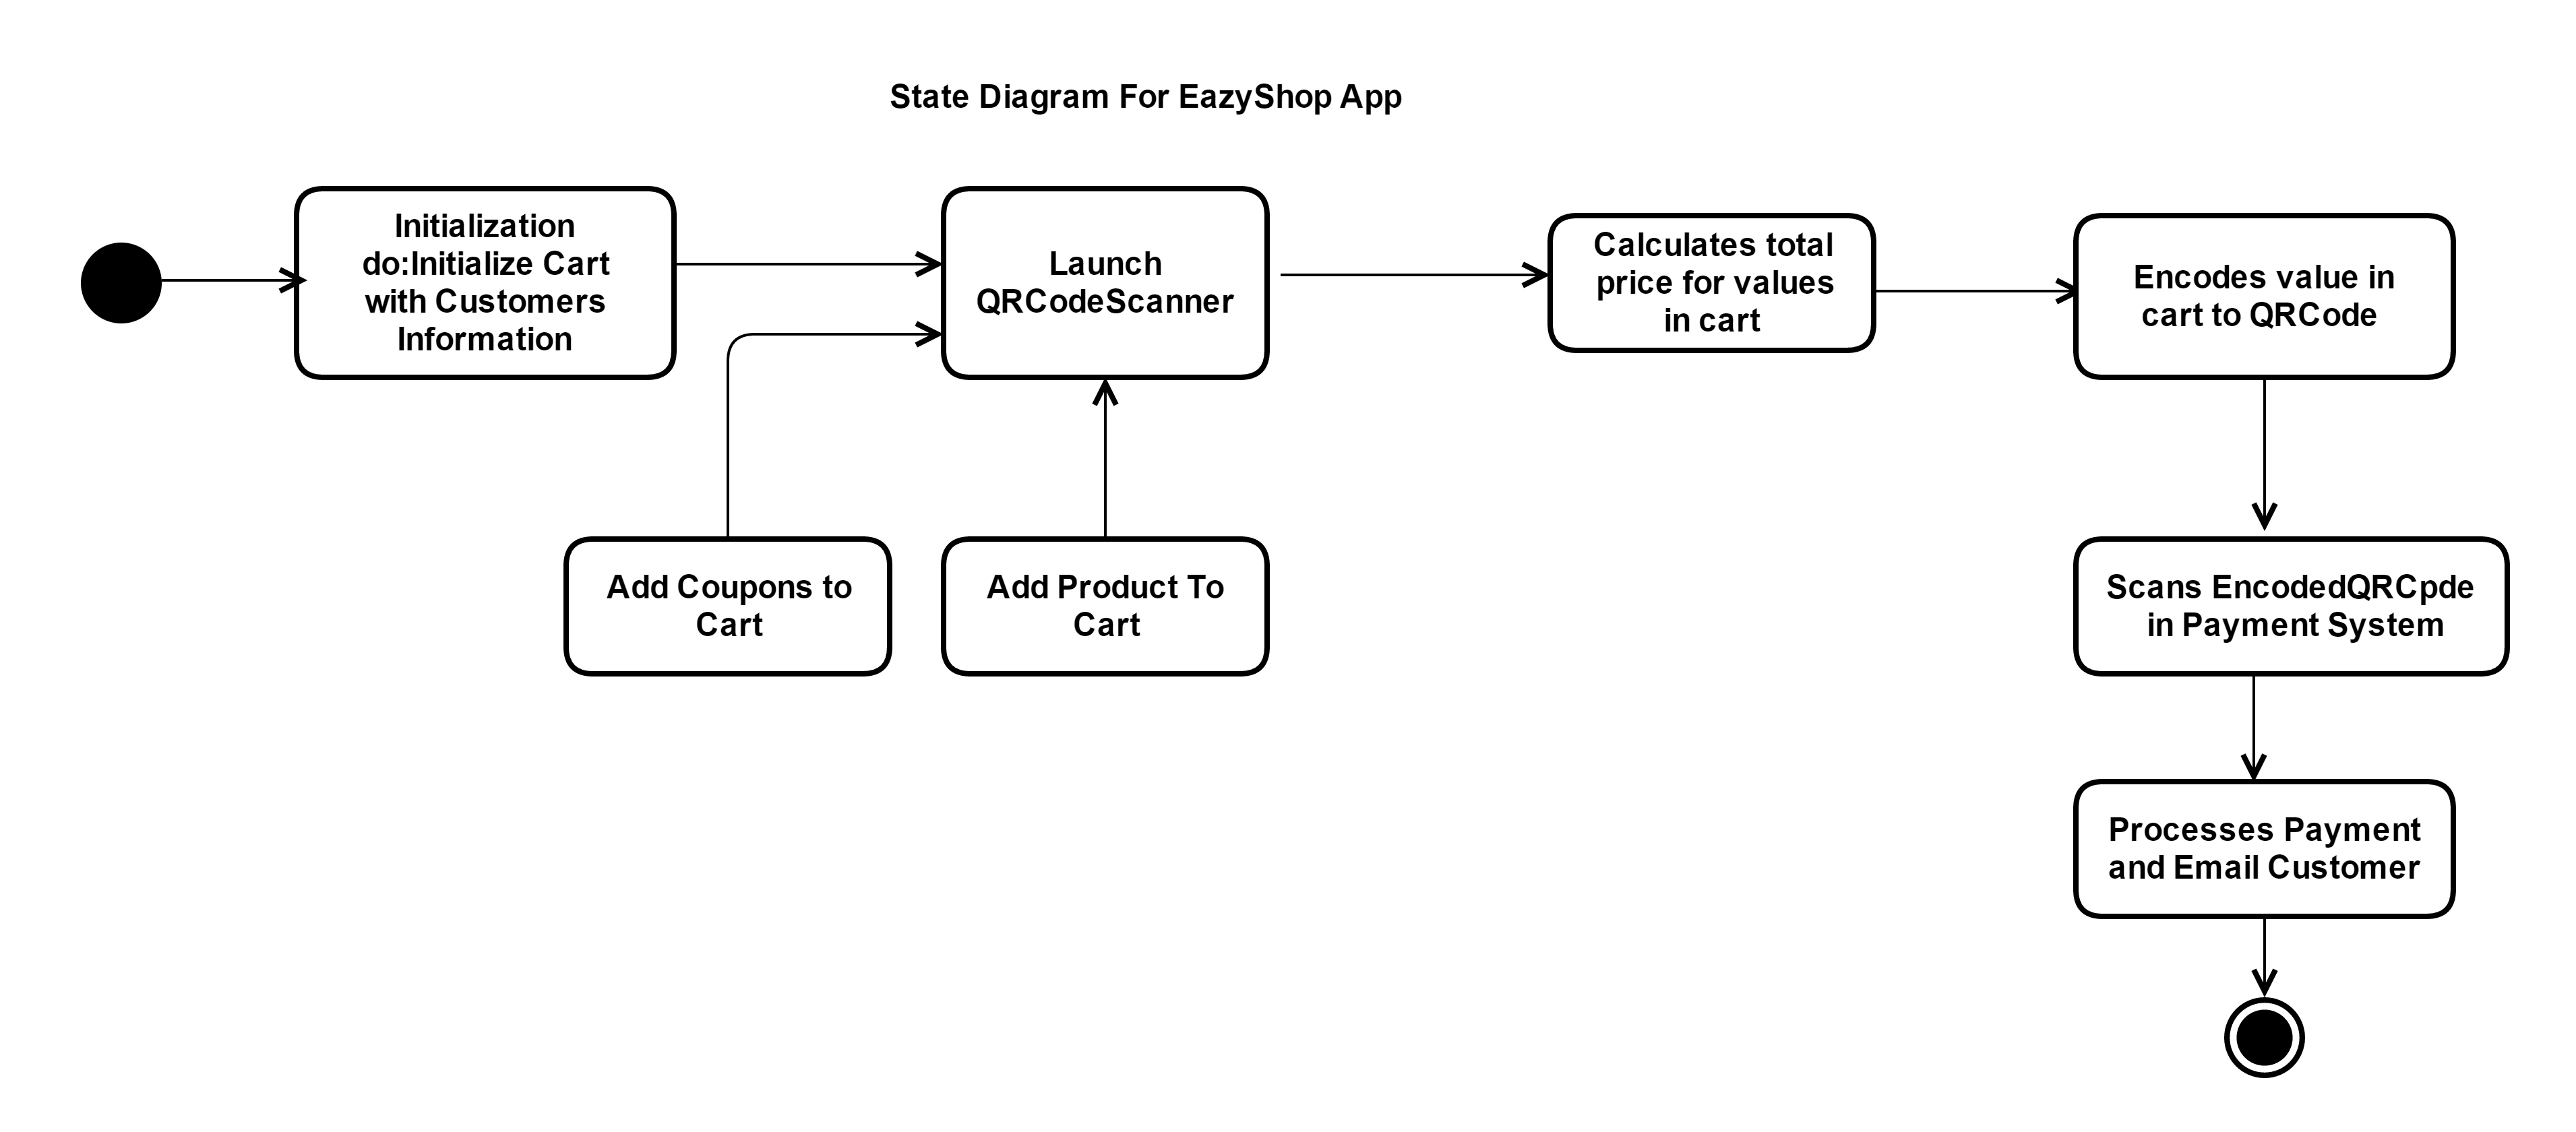 State Diagram For EazyShop App
Initialization
do:Initialize Cart
with Customers
Information
Launch
QRCodeScanner
Calculates total
price for values
in cart
Encodes value in
cart to QRCode
Add Coupons to
Cart
Add Product To
Cart
Scans EncodedQRCpde
in Payment System
Processes Payment
and Email Customer